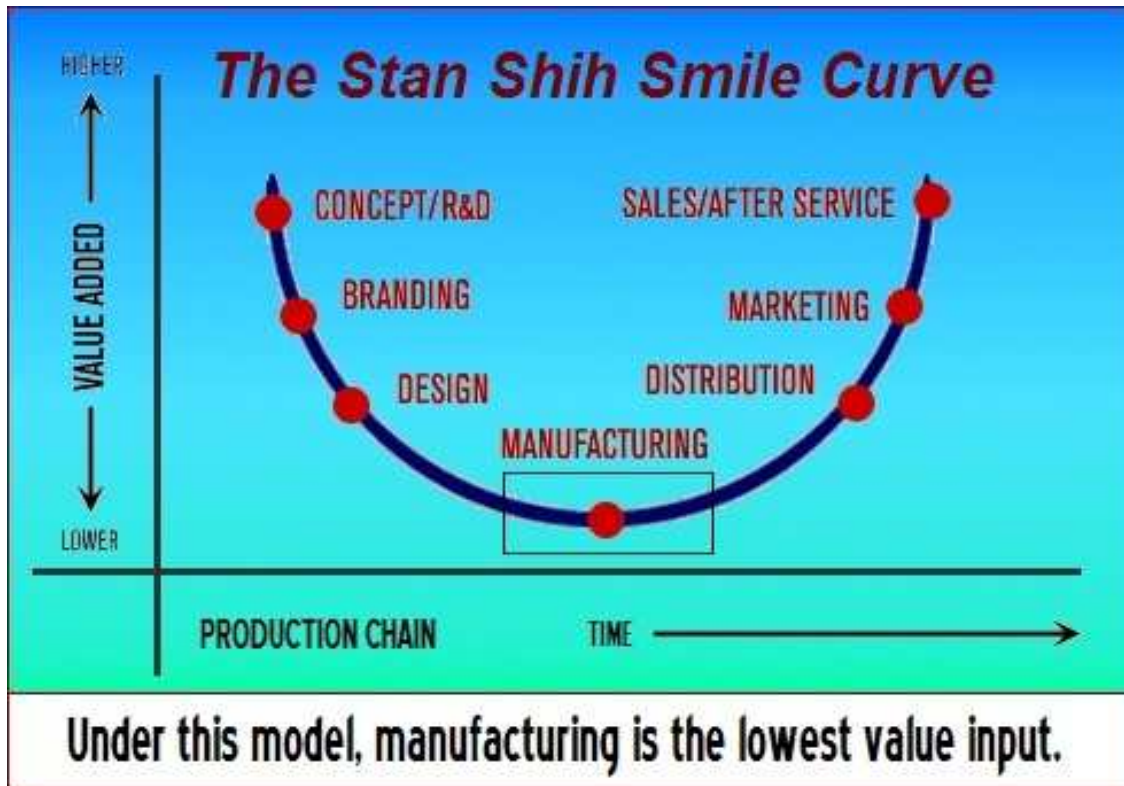 HIGHER
The Stan Shih Smile Curve
CONCEPT/R&D
SALES/AFTER SERVICE
BRANDING
MARKETING
VALUE ADDED
DESIGN
DISTRIBUTION
MANUFACTURING
LOWER
PRODUCTION CHAIN
TIME
Under this model, manufacturing is the lowest value input.